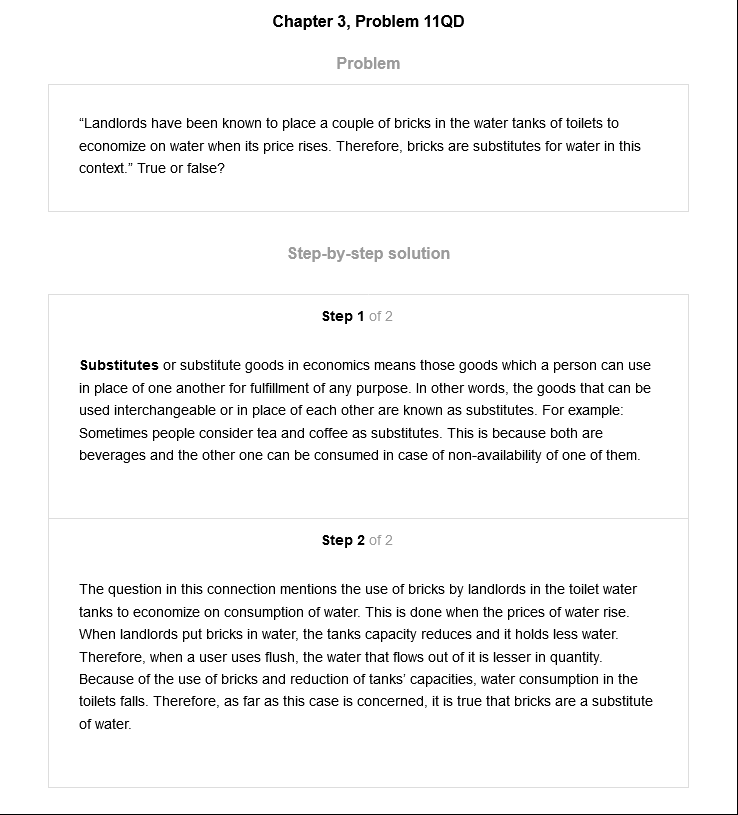 Chapter 3, Problem 11QD
Problem
“Landlords have been known to place a couple of bricks in the water tanks of toilets to
economize on water when its price rises. Therefore, bricks are substitutes for water in this
context.” True or false?
Step-by-step solution
Step 1 of 2
Substitutes or substitute goods in economics means those goods which a person can use
in place of one another for fulfillment of any purpose. In other words, the goods that can be
used interchangeable or in place of each other are known as substitutes. For example:
Sometimes people consider tea and coffee as substitutes. This is because both are
beverages and the other one can be consumed in case of non-availability of one of them.
Step 2 of 2
The question in this connection mentions the use of bricks by landlords in the toilet water
tanks to economize on consumption of water. This is done when the prices of water rise.
When landlords put bricks in water, the tanks capacity reduces and it holds less water.
Therefore, when a user uses flush, the water that flows out of it is lesser in quantity.
Because of the use of bricks and reduction of tanks’ capacities, water consumption in the
toilets falls. Therefore, as far as this case is concerned, it is true that bricks are a substitute
of water.